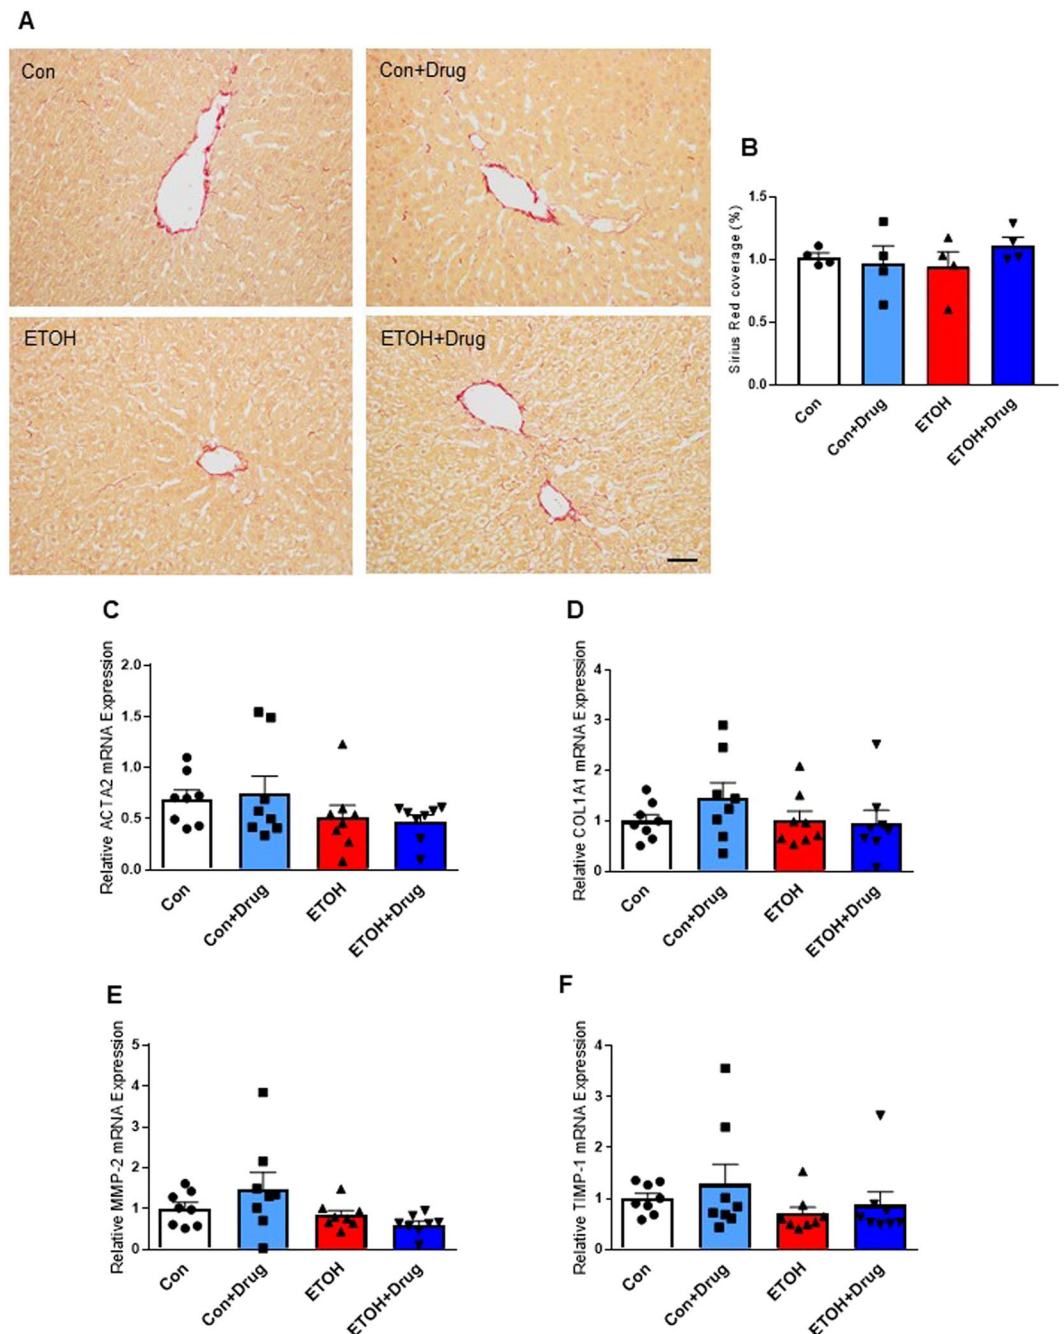 A
Con
Con+Drug
ETOH
ETOH+Drug
B
Sirius Red coverage (%)
1.5
1.0
0.5
0.0
Con
Con+Drug
ETOH
ETOH+Drug
C
Relative ACTA2 mRNA Expression
2.0
1.5
1.0
0.5
0.0
Con
Con+Drug
ETOH
ETOH+Drug
D
Relative COL1A1 mRNA Expression
4
3
2
1
0
Con
Con+Drug
ETOH
ETOH+Drug
E
Relative MMP-2 mRNA Expression
5
4
3
2
1
0
Con
Con+Drug
ETOH
ETOH+Drug
F
Relative TIMP-1 mRNA Expression
4
3
2
1
0
Con
Con+Drug
ETOH
ETOH+Drug